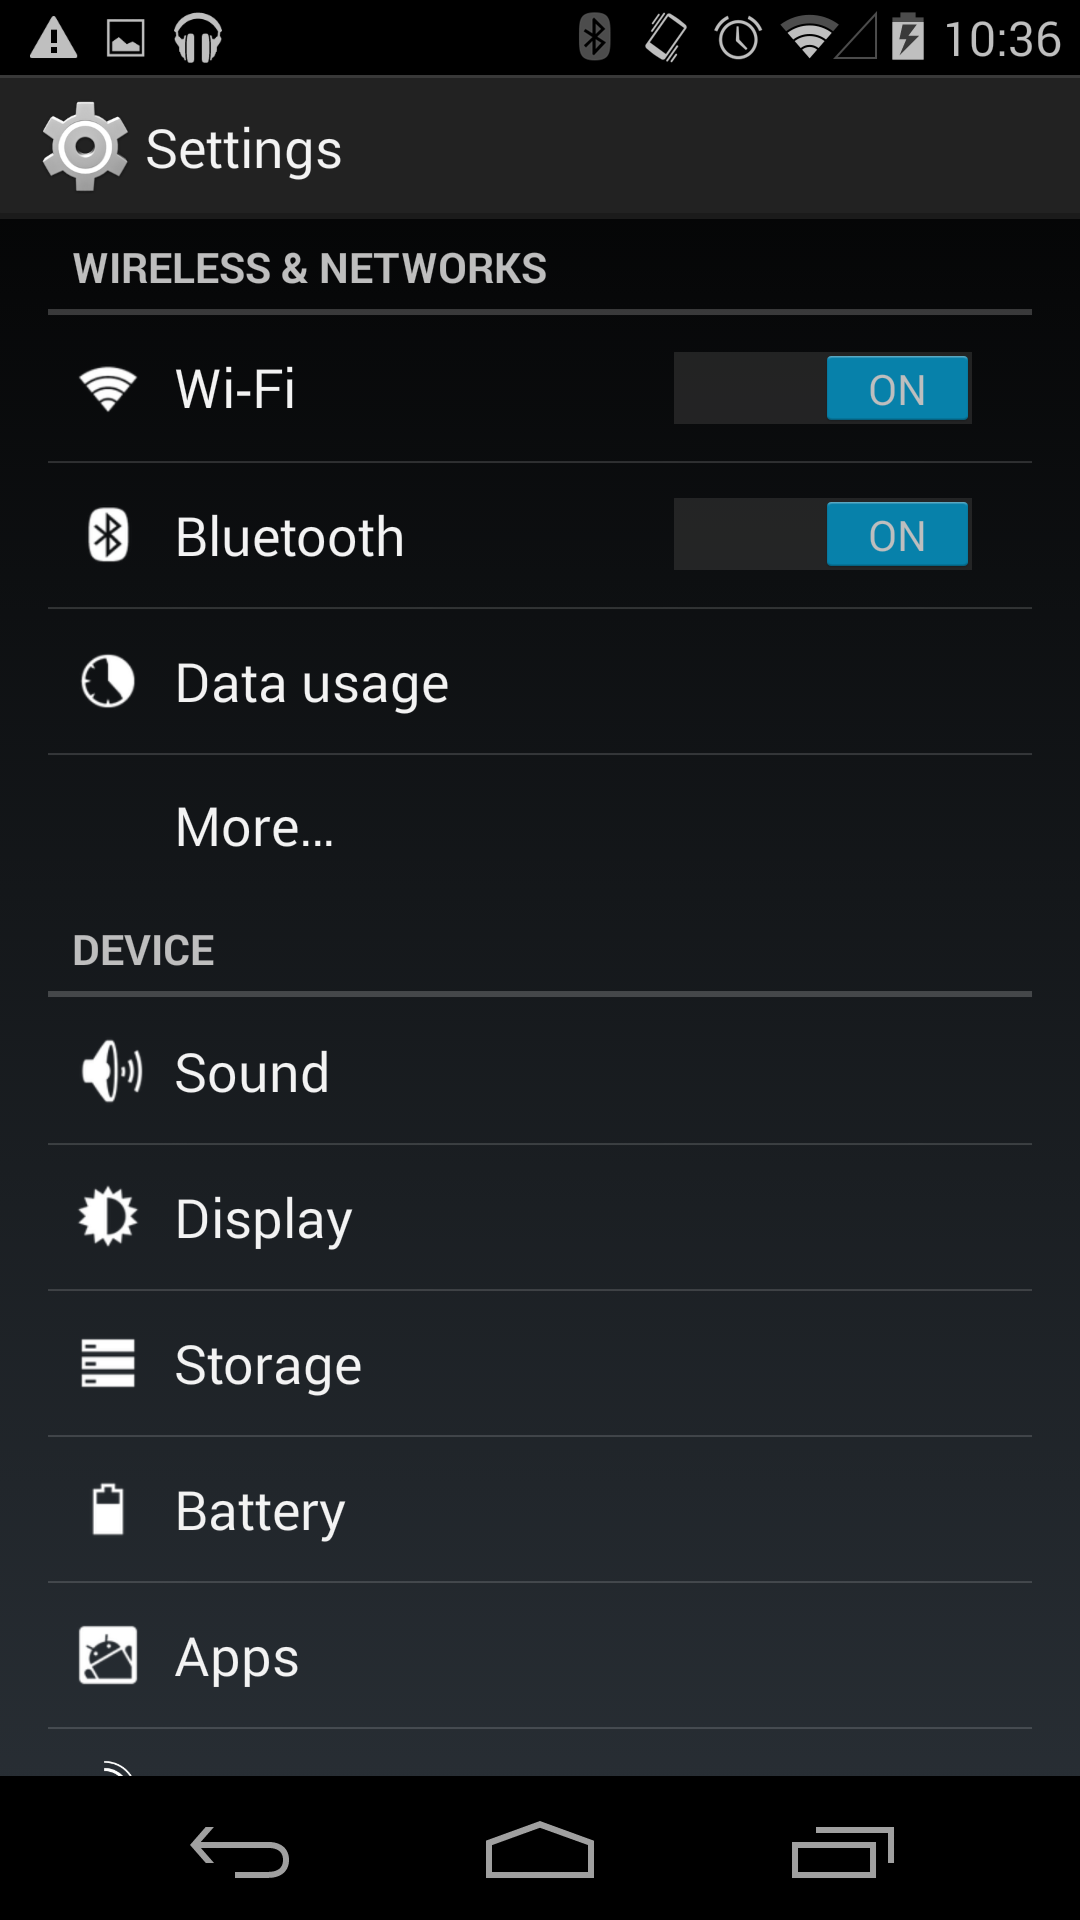 10:36
Settings
WIRELESS & NETWORKS
Wi-Fi ON
Bluetooth ON
Data usage
More...
DEVICE
Sound
Display
Storage
Battery
Apps